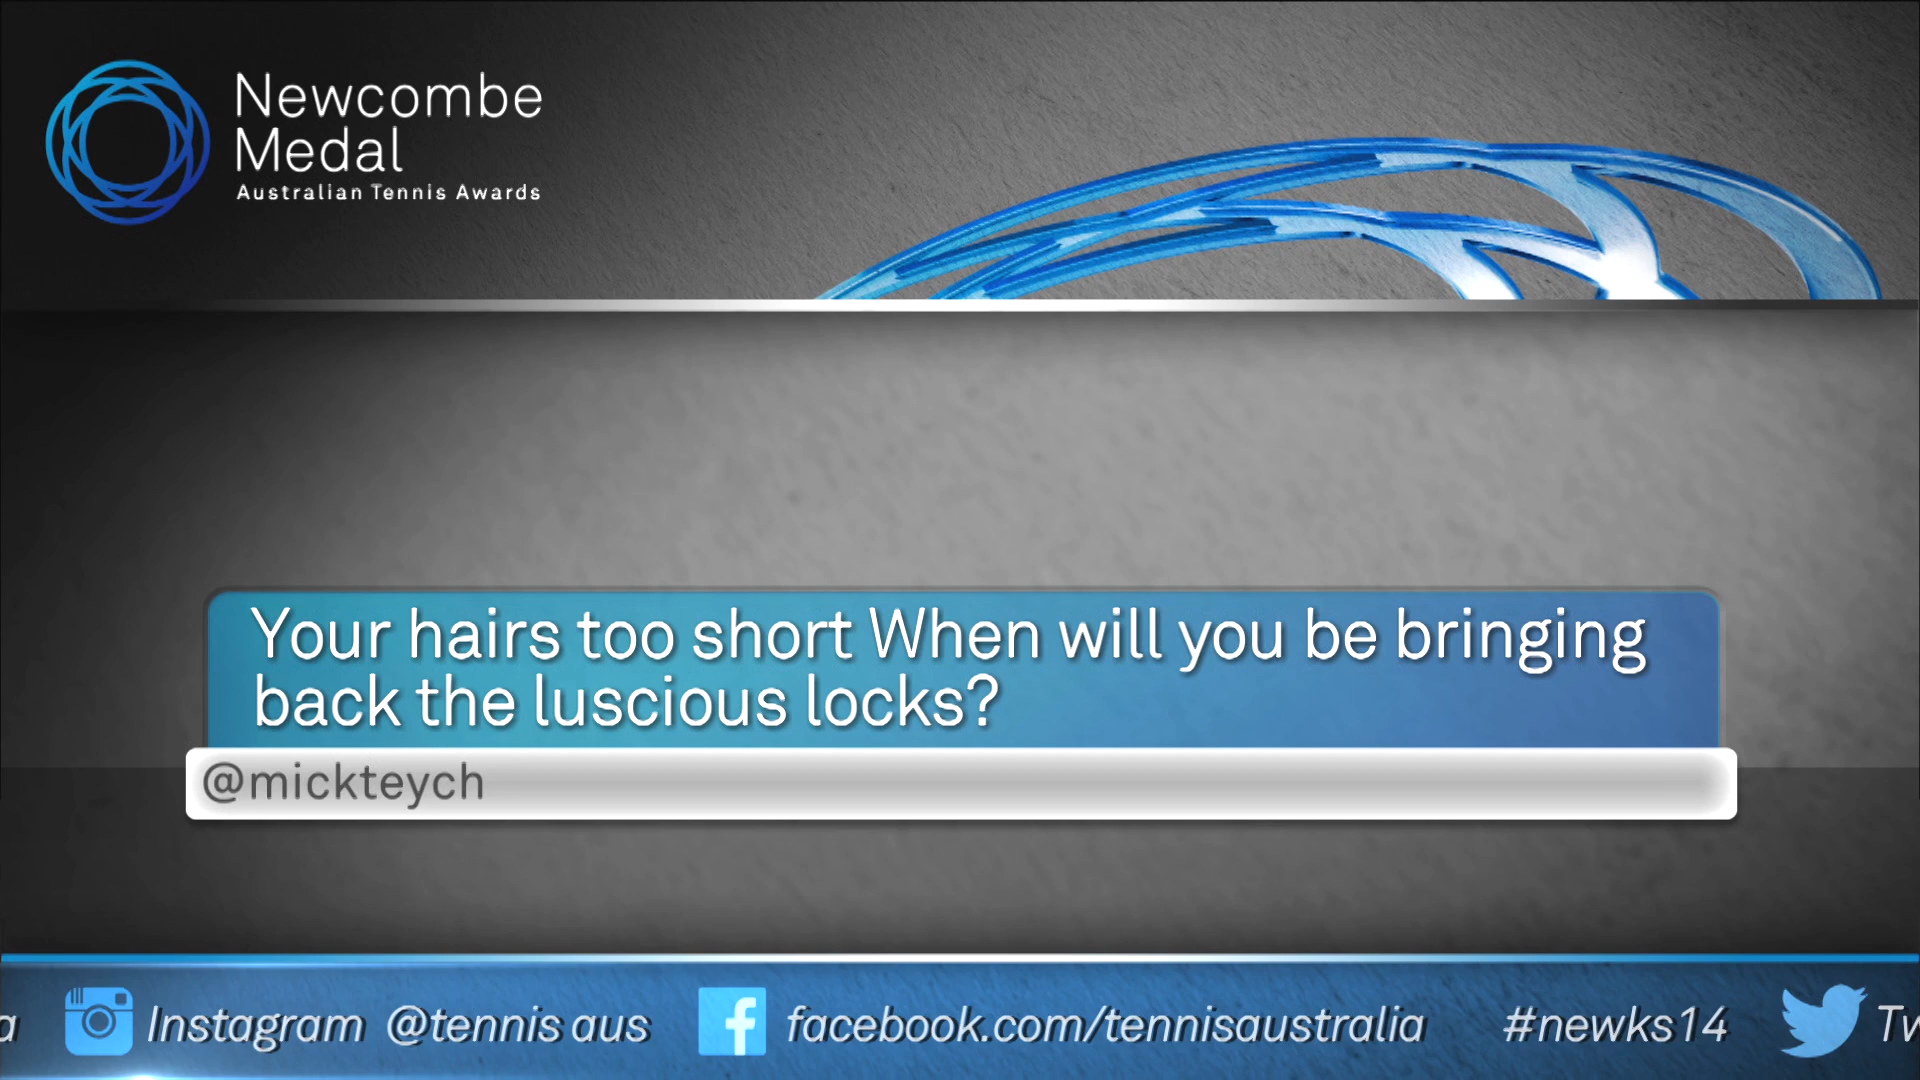 Newcombe
Medal
Australian Tennis Awards
Your hairs too short When will you be bringing
back the luscious locks?
@mickteych
a Instagram @tennis aus facebook.com/tennisaustralia #newks14 Tw